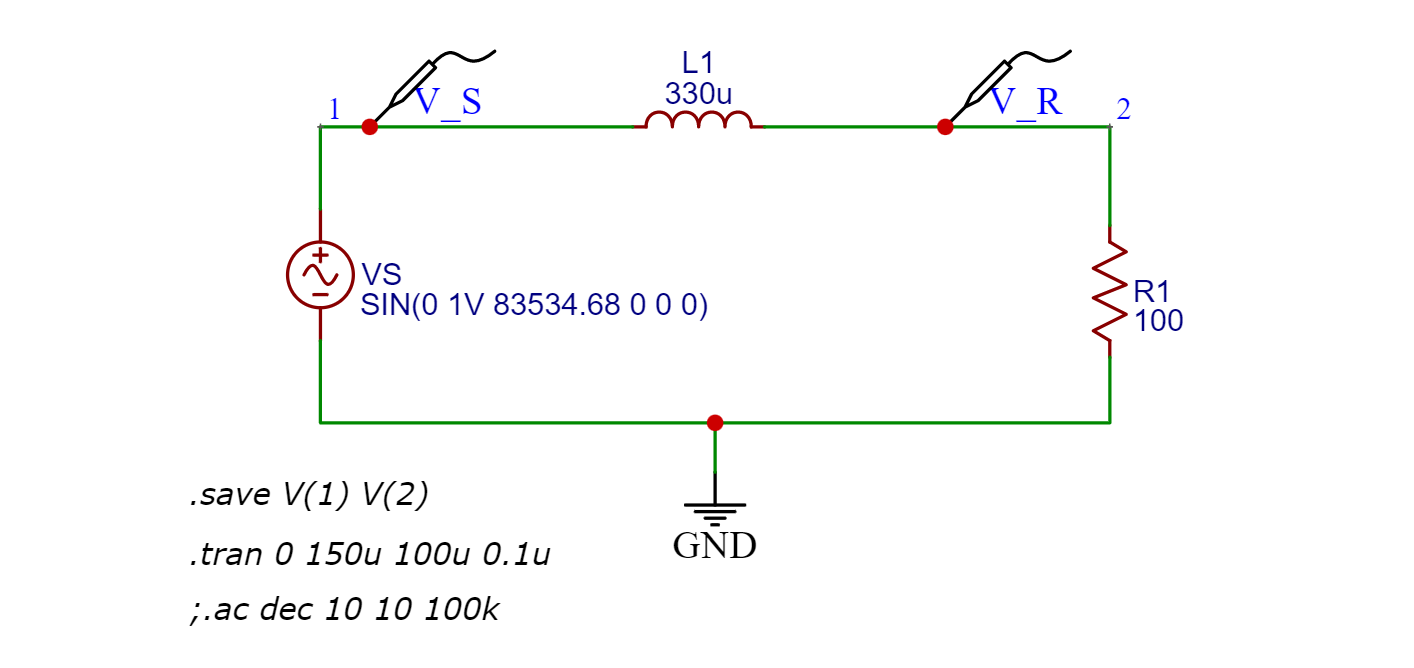 L1
330u
1
V_S
V_R
2
VS
SIN(0 1V 83534.68 0 0 0)
R1
100
.save V(1) V(2)
.tran 0 150u 100u 0.1u
GND
;.ac dec 10 10 100k